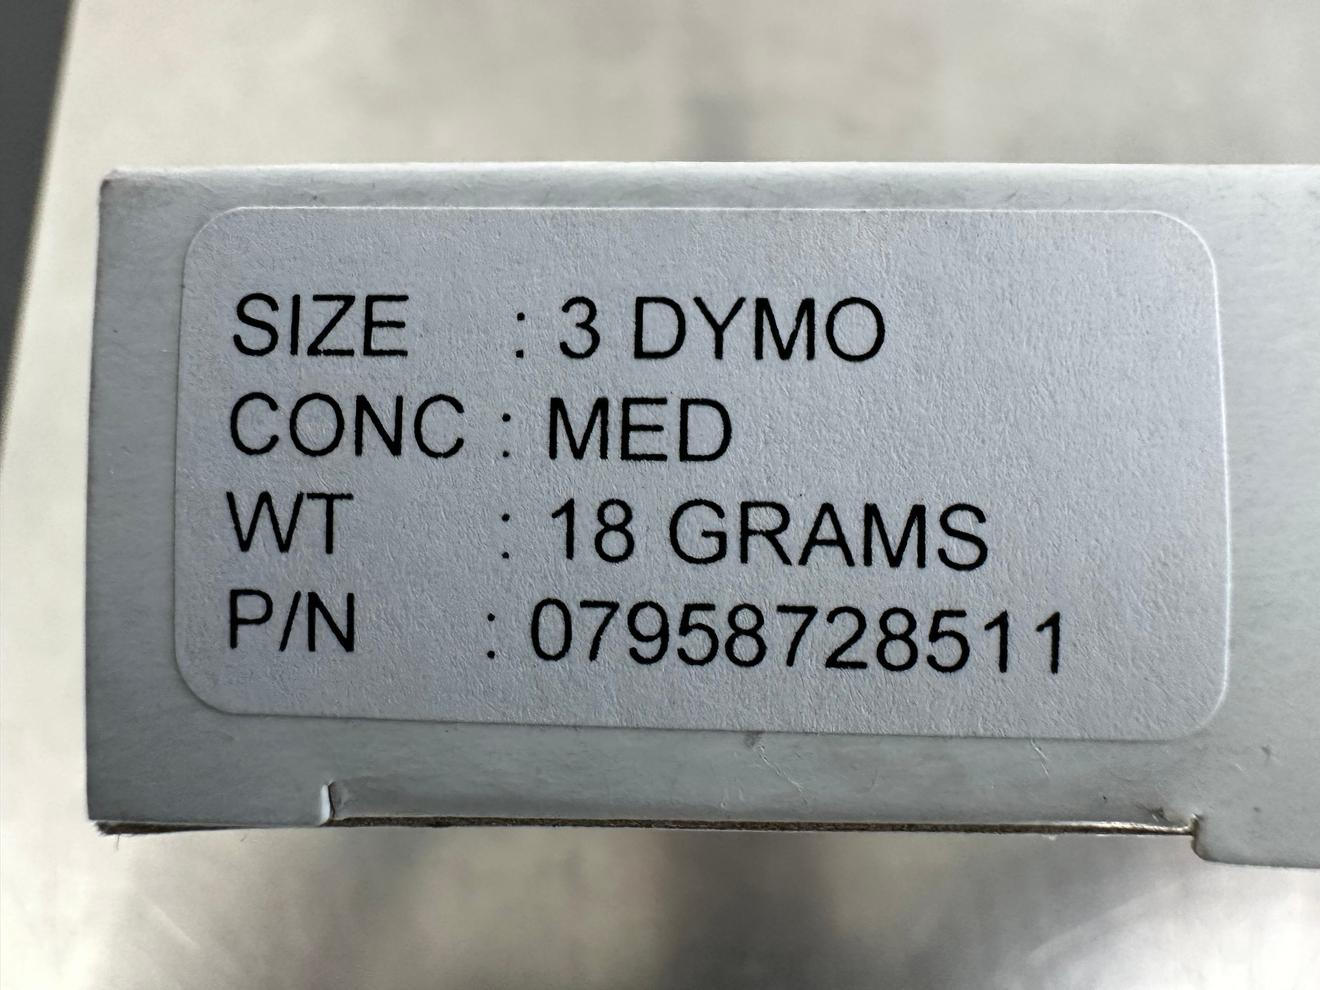 SIZE : 3 DYMO
CONC : MED
WT : 18 GRAMS
P/N : 07958728511